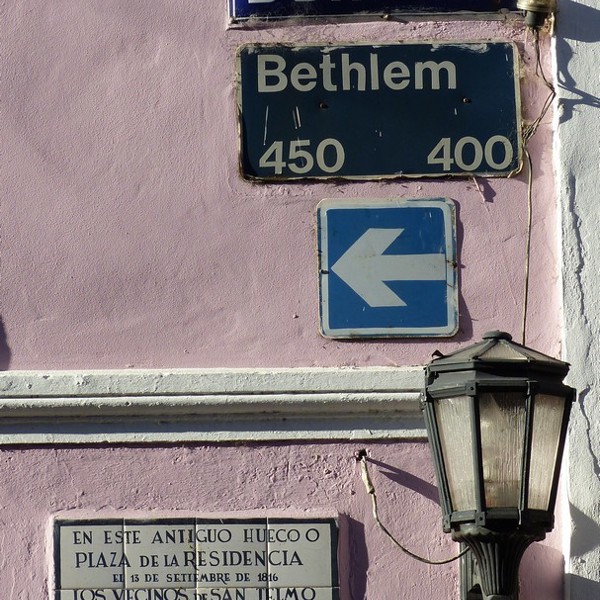 Bethlem
450 400
EN ESTE ANTIGUO HUECO O
PLAZA DE LA RESIDENCIA
EL 13 DE SETIEMBRE DE 1816
LOS VECINOS DE SAN TELMO